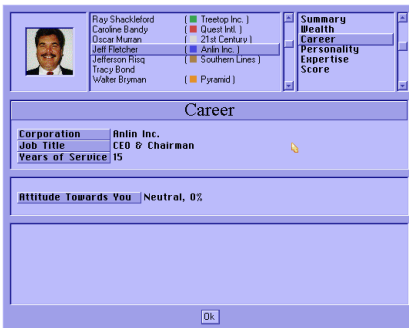 Ray Shackleford ( Treetop Inc. )
Caroline Bandy ( Quest Intl. )
Oscar Murran ( 21st Century )
Jeff Fletcher ( Anlin Inc. )
Jefferson Risq ( Southern Lines )
Tracy Bond
Walter Bryman ( Pyramid )
Summary
Wealth
Career
Personality
Expertise
Score
Career
Corporation Anlin Inc.
Job Title CEO & Chairman
Years of Service 15
Attitude Towards You Neutral, 0%
Ok